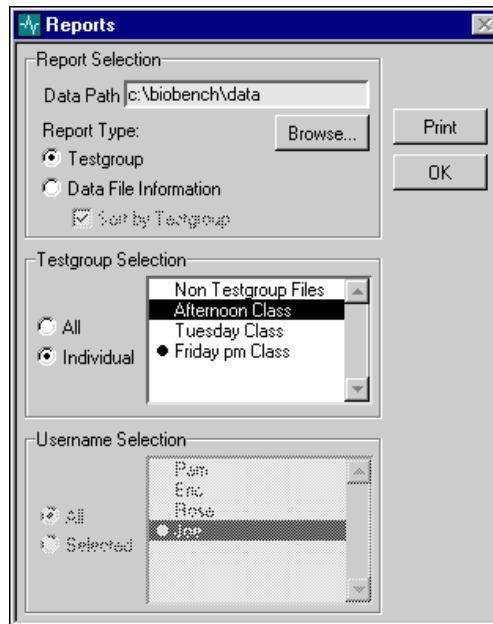 Reports
Report Selection
Data Path c:\biobench\data
Report Type:
Browse...
Print
Testgroup
OK
Data File Information
Sort by Testgroup
Testgroup Selection
Non Testgroup Files
Afternoon Class
All
Tuesday Class
Individual
Friday pm Class
Username Selection
Pam
Eric
All
Rose
Selected
Joe